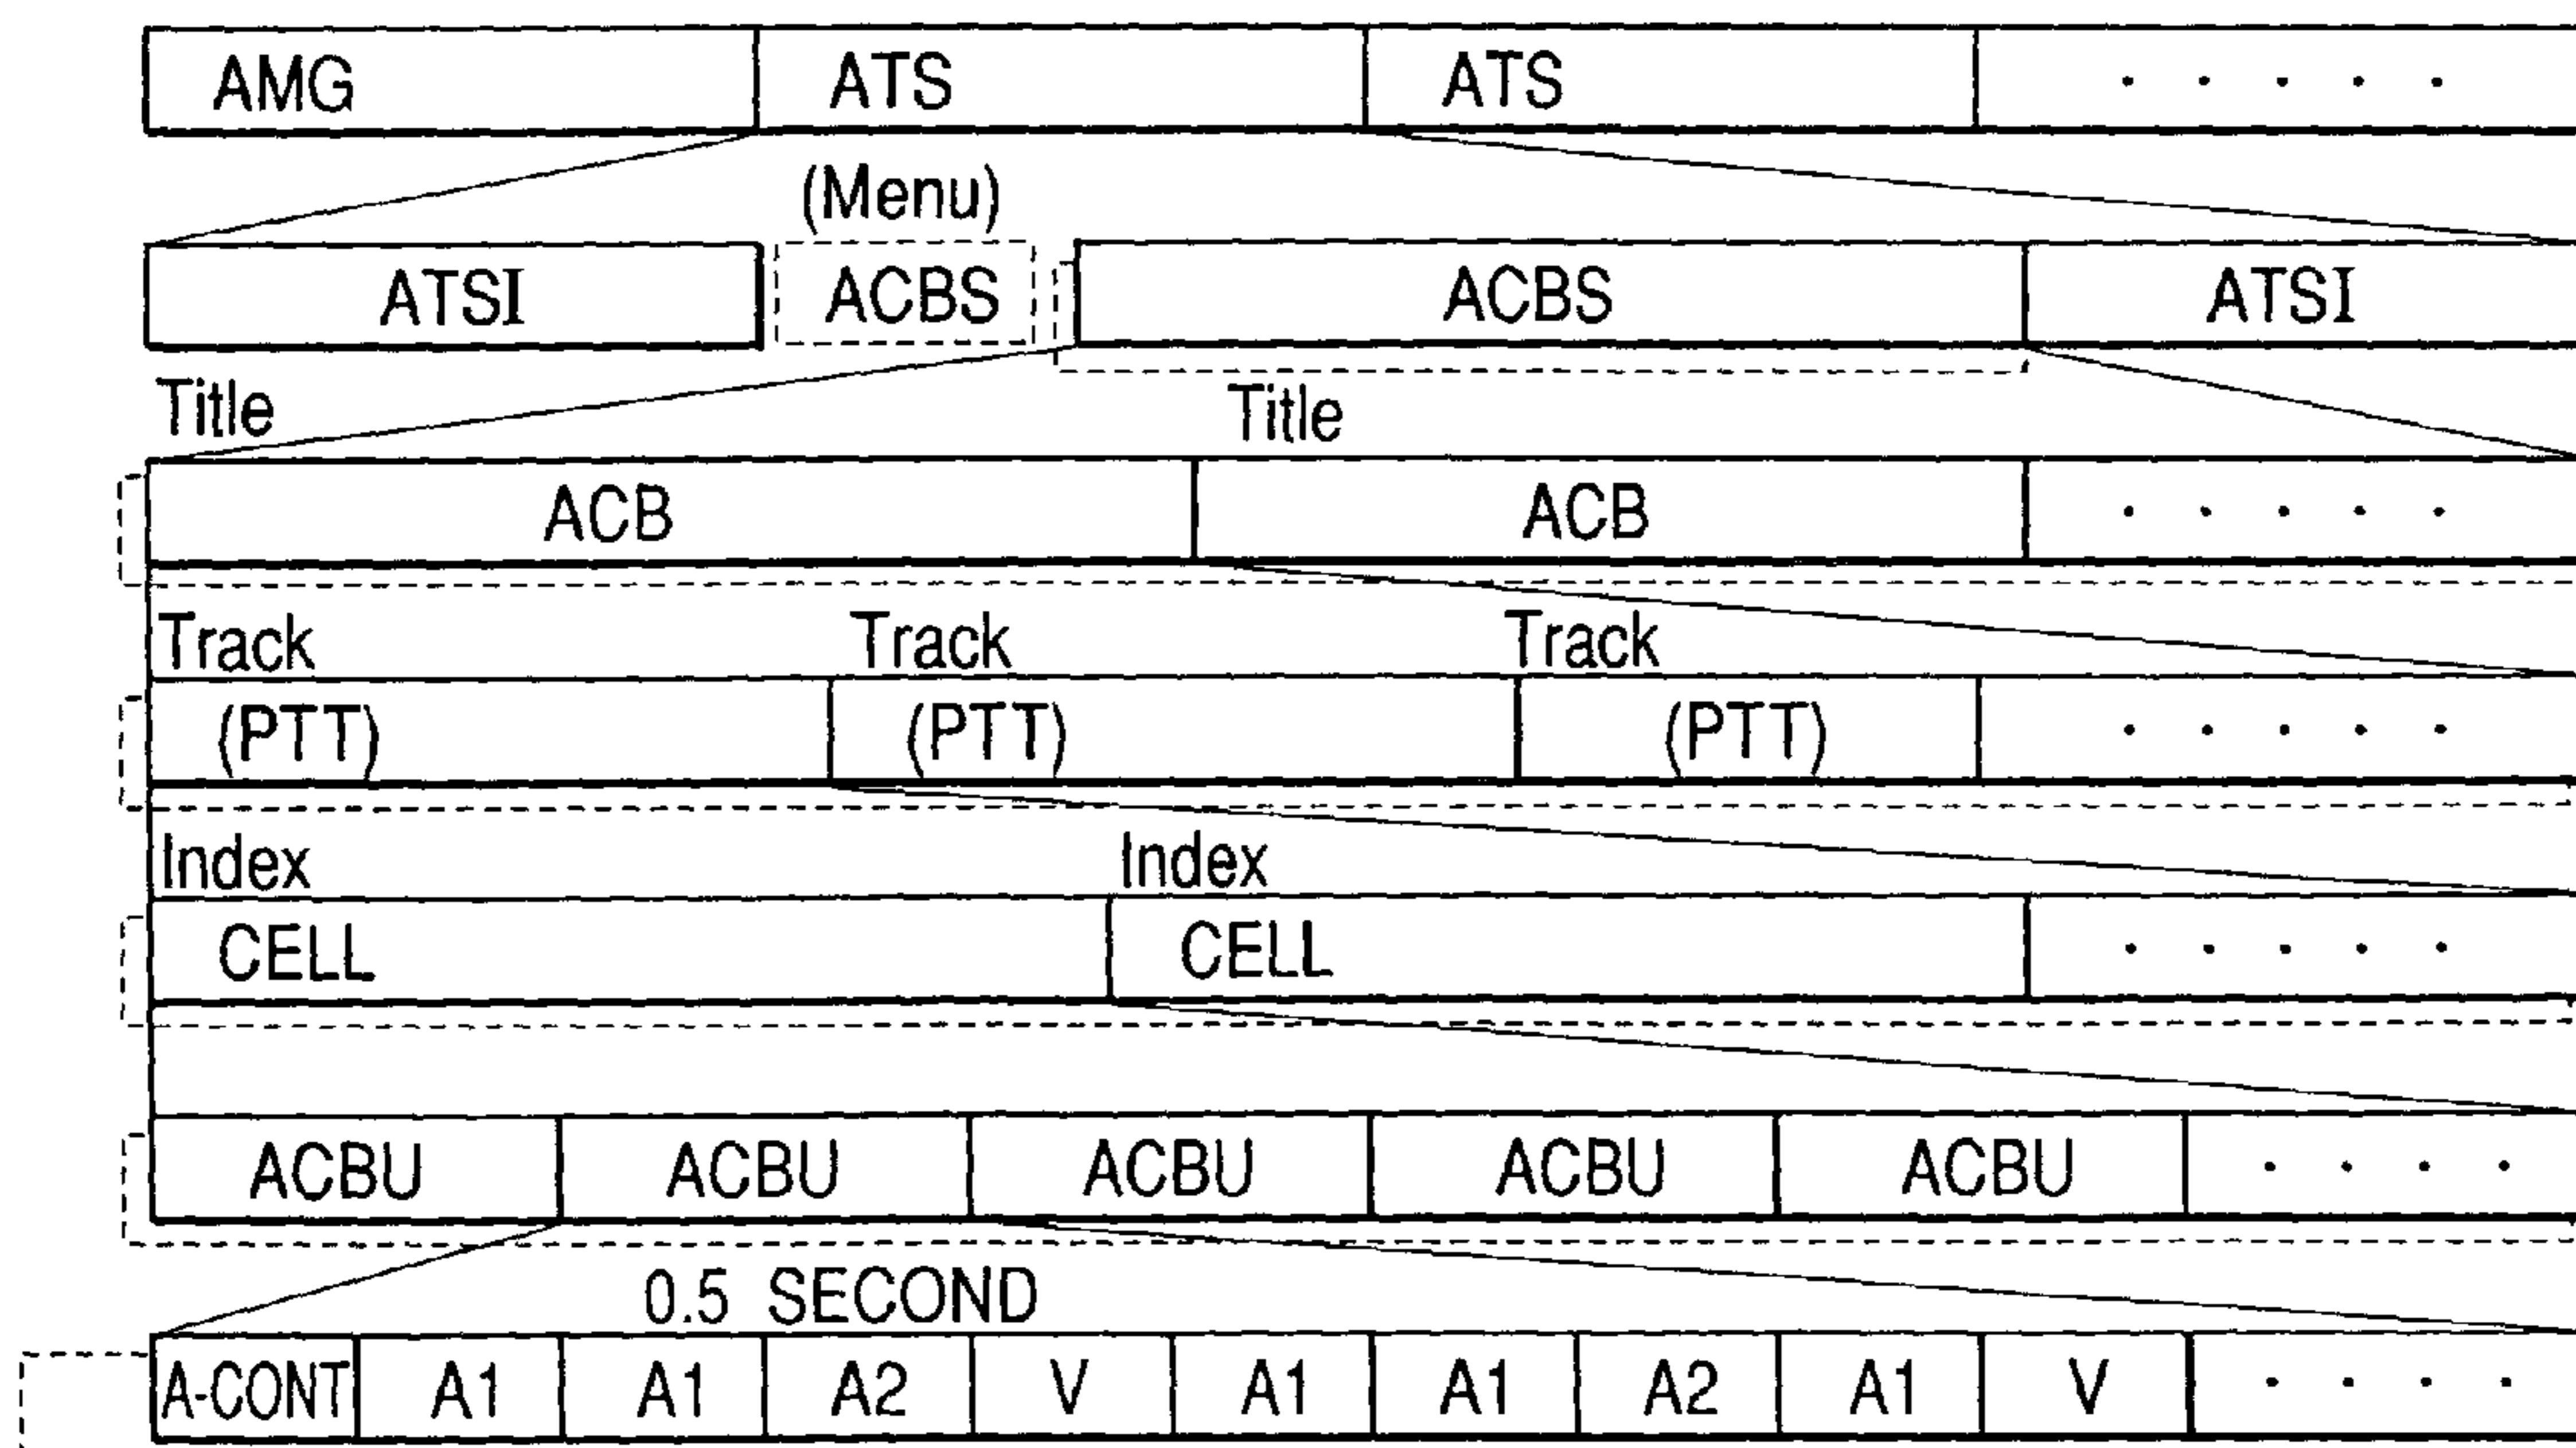 AMG ATS ATS . . . . .
(Menu)
ATSI ACBS ACBS ATSI
Title Title
ACB ACB . . . . .
Track Track Track
(PTT) (PTT) (PTT) . . . . .
Index Index
CELL CELL . . . . .
ACBU ACBU ACBU ACBU ACBU . . . .
0.5 SECOND
A-CONT A1 A1 A2 V A1 A1 A2 A1 V . . . .